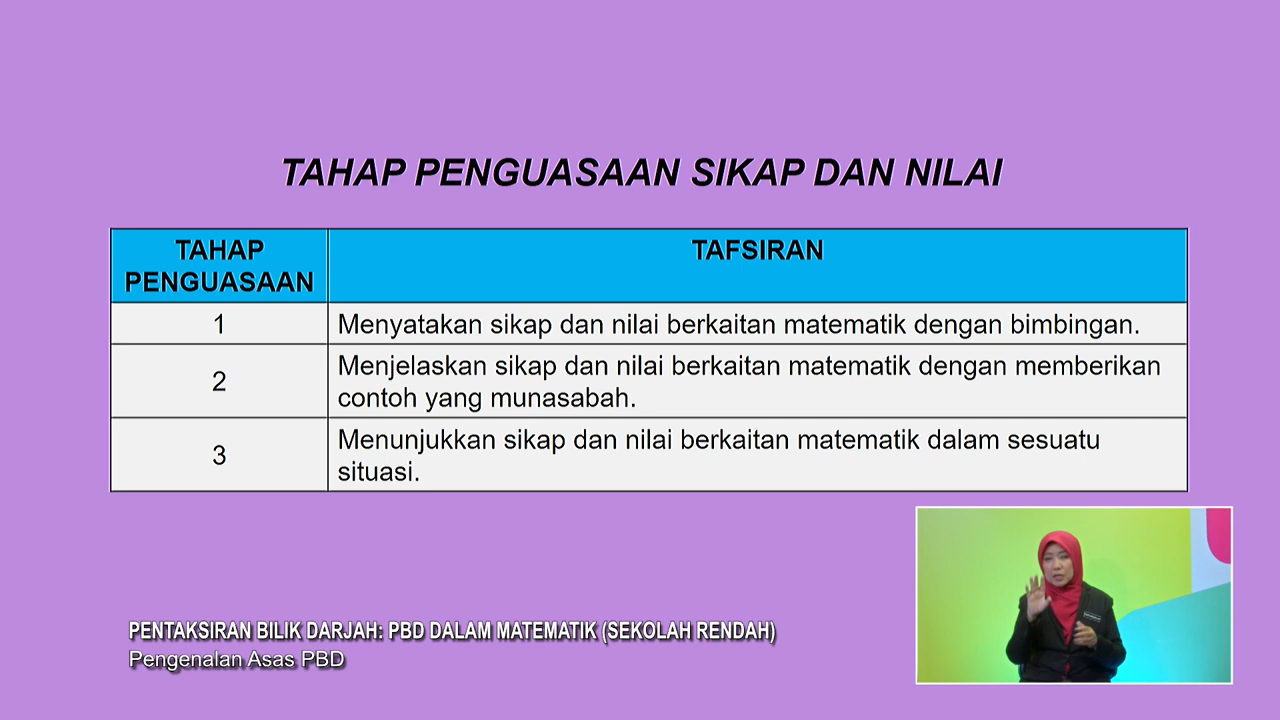 TAHAP PENGUASAAN SIKAP DAN NILAI
TAHAP
PENGUASAAN
TAFSIRAN
1
Menyatakan sikap dan nilai berkaitan matematik dengan bimbingan.
2
Menjelaskan sikap dan nilai berkaitan matematik dengan memberikan
contoh yang munasabah.
3
Menunjukkan sikap dan nilai berkaitan matematik dalam sesuatu
situasi.
PENTAKSIRAN BILIK DARJAH: PBD DALAM MATEMATIK (SEKOLAH RENDAH)
Pengenalan Asas PBD